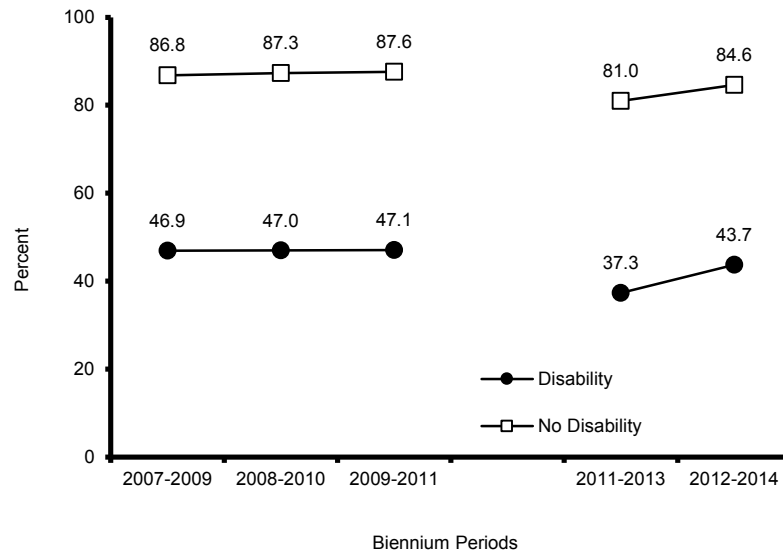 100
86.8 87.3 87.6 81.0 84.6
80
60
46.9 47.0 47.1 37.3 43.7
Percent
40
20
Disability
No Disability
0
2007-2009 2008-2010 2009-2011 2011-2013 2012-2014
Biennium Periods